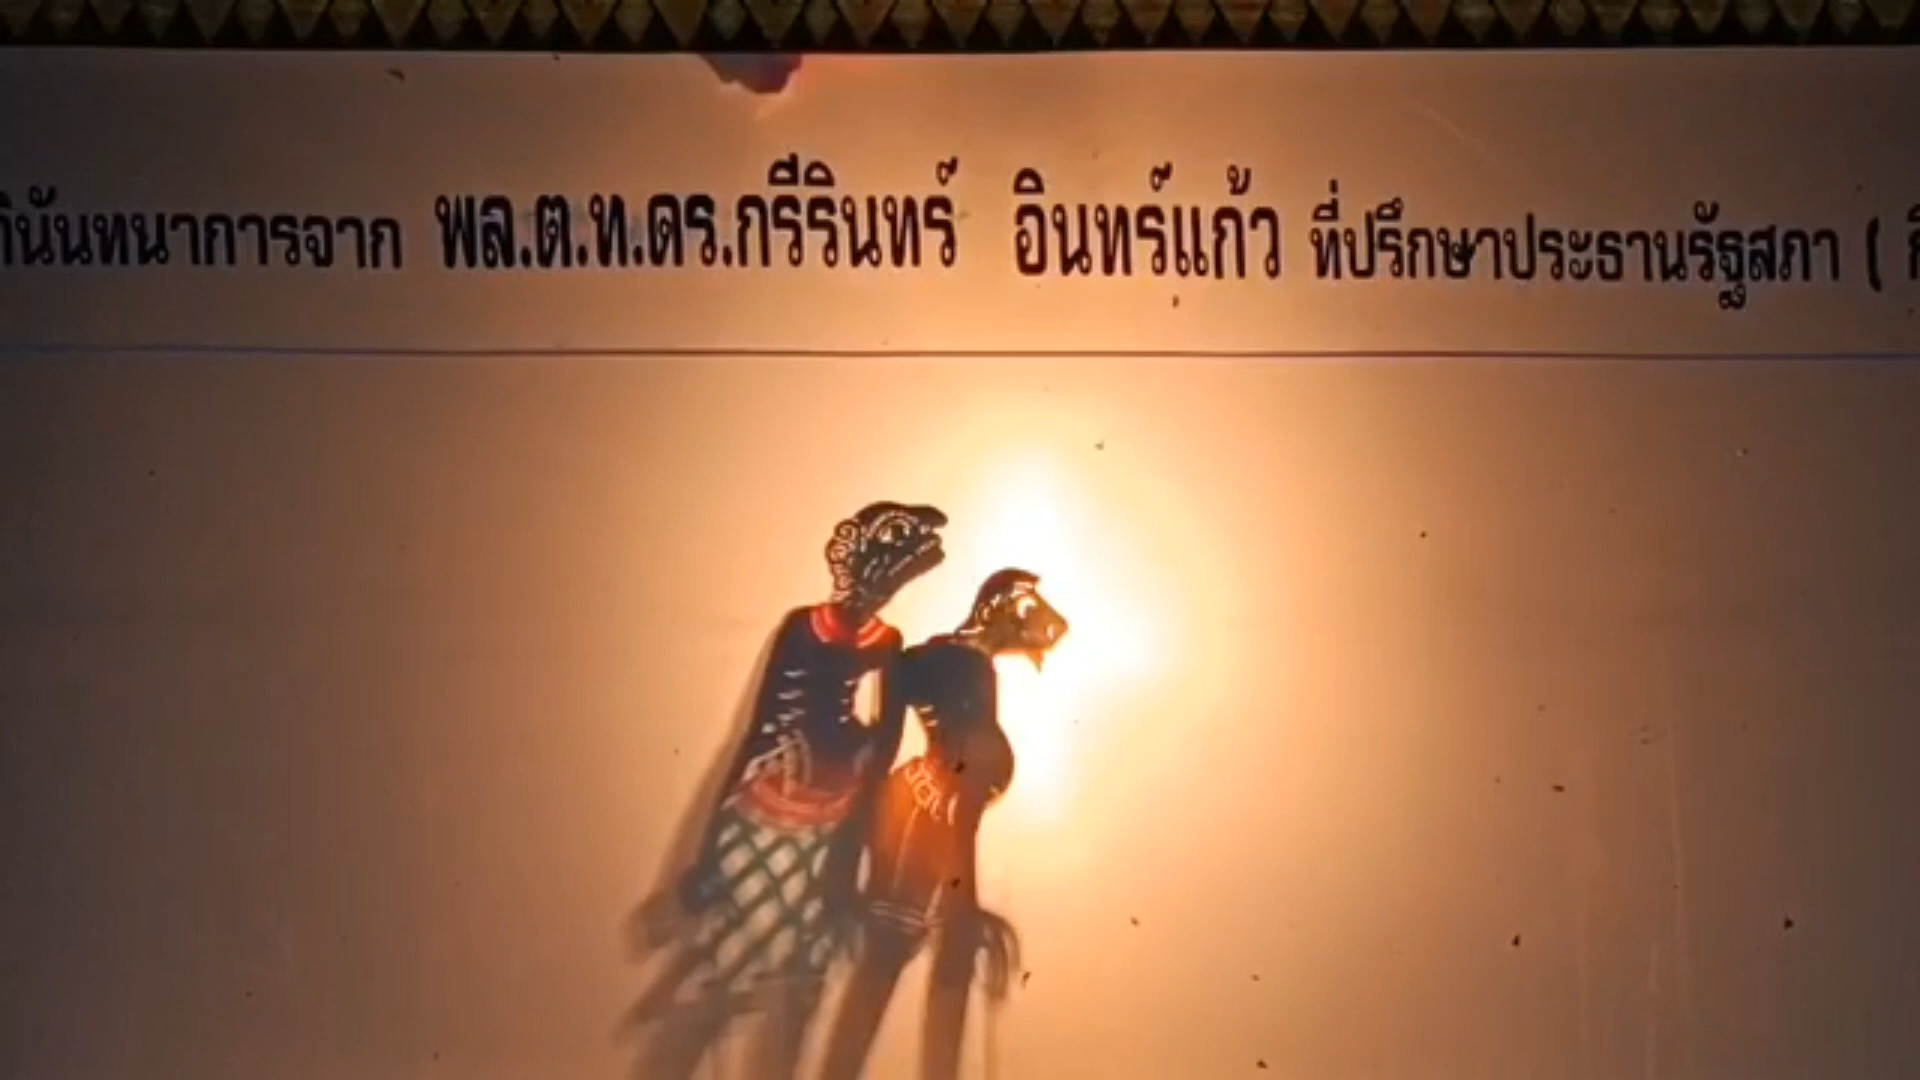 นันทนาการจาก พล.ต.ท.ดร.กรีรินทร์ อินทร์แก้ว ที่ปรึกษาประธานรัฐสภา (